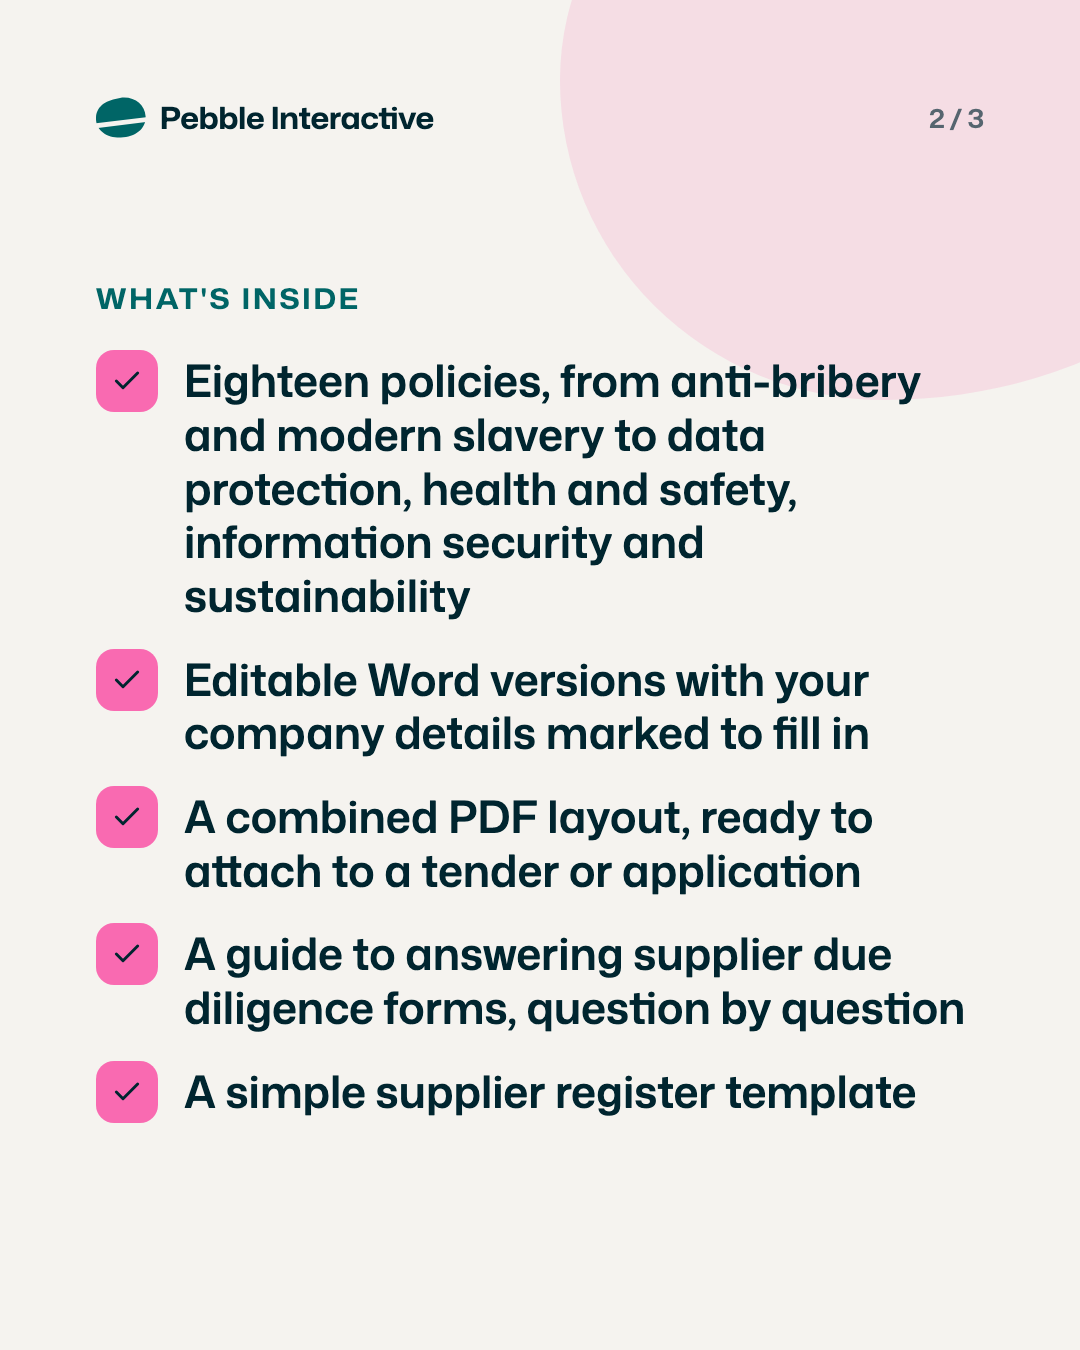 Pebble Interactive
2/3
WHAT'S INSIDE
Eighteen policies, from anti-bribery
and modern slavery to data
protection, health and safety,
information security and
sustainability
Editable Word versions with your
company details marked to fill in
A combined PDF layout, ready to
attach to a tender or application
A guide to answering supplier due
diligence forms, question by question
A simple supplier register template